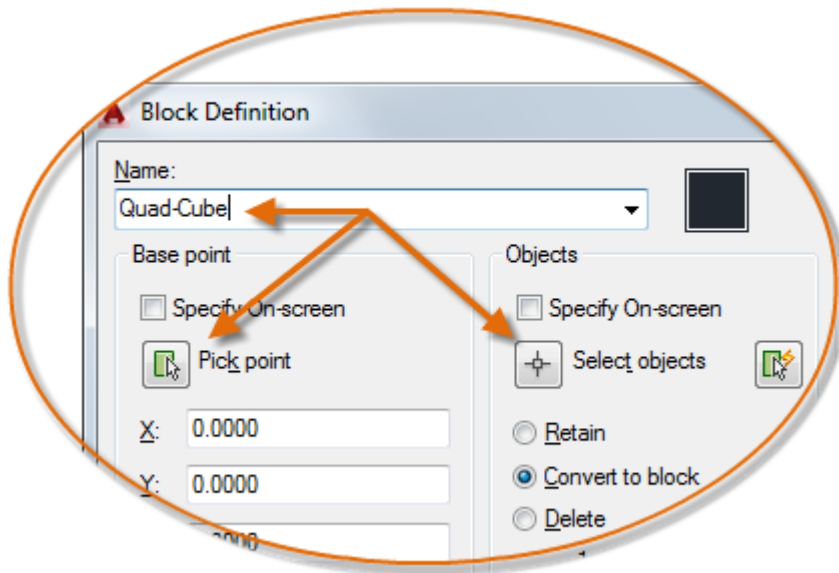 Block Definition
Name:
Quad-Cube
Base point
Objects
Specify On-screen
Specify On-screen
Pick point
Select objects
X: 0.0000
Retain
Y: 0.0000
Convert to block
Delete